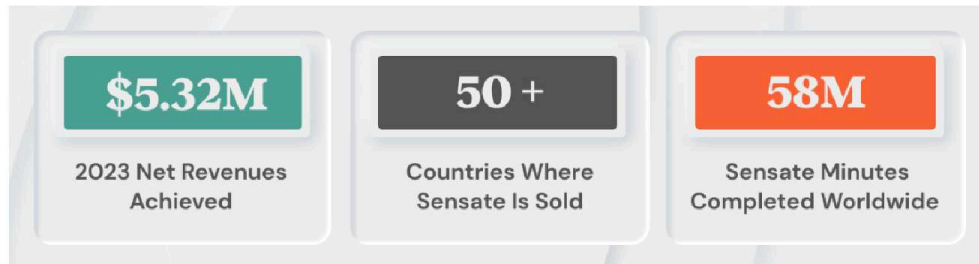 $5.32M
2023 Net Revenues
Achieved
50 +
Countries Where
Sensate Is Sold
58M
Sensate Minutes
Completed Worldwide